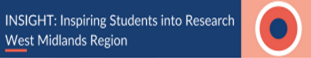 INSIGHT: Inspiring Students into Research
West Midlands Region